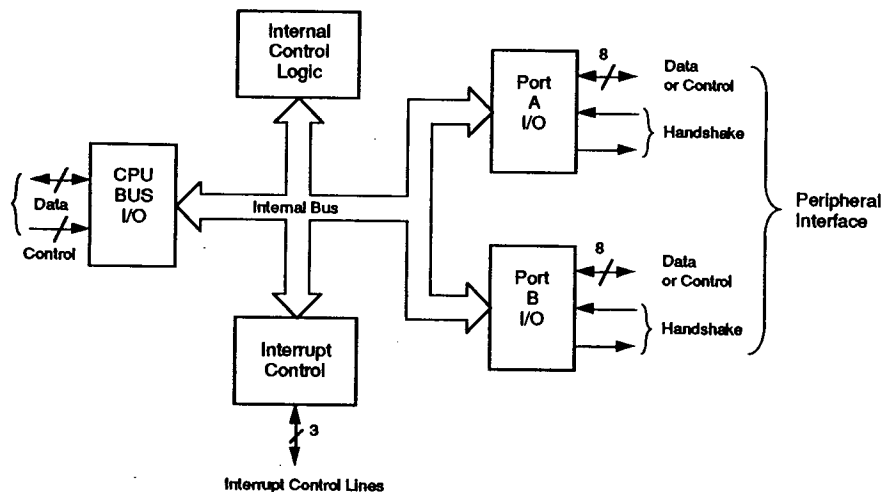 Internal
Control
Logic
CPU
BUS
I/O
Data
Control
Internal Bus
Interrupt
Control
3
Interrupt Control Lines
Port
A
I/O
8
Data
or Control
Handshake
Port
B
I/O
8
Data
or Control
Handshake
Peripheral
Interface